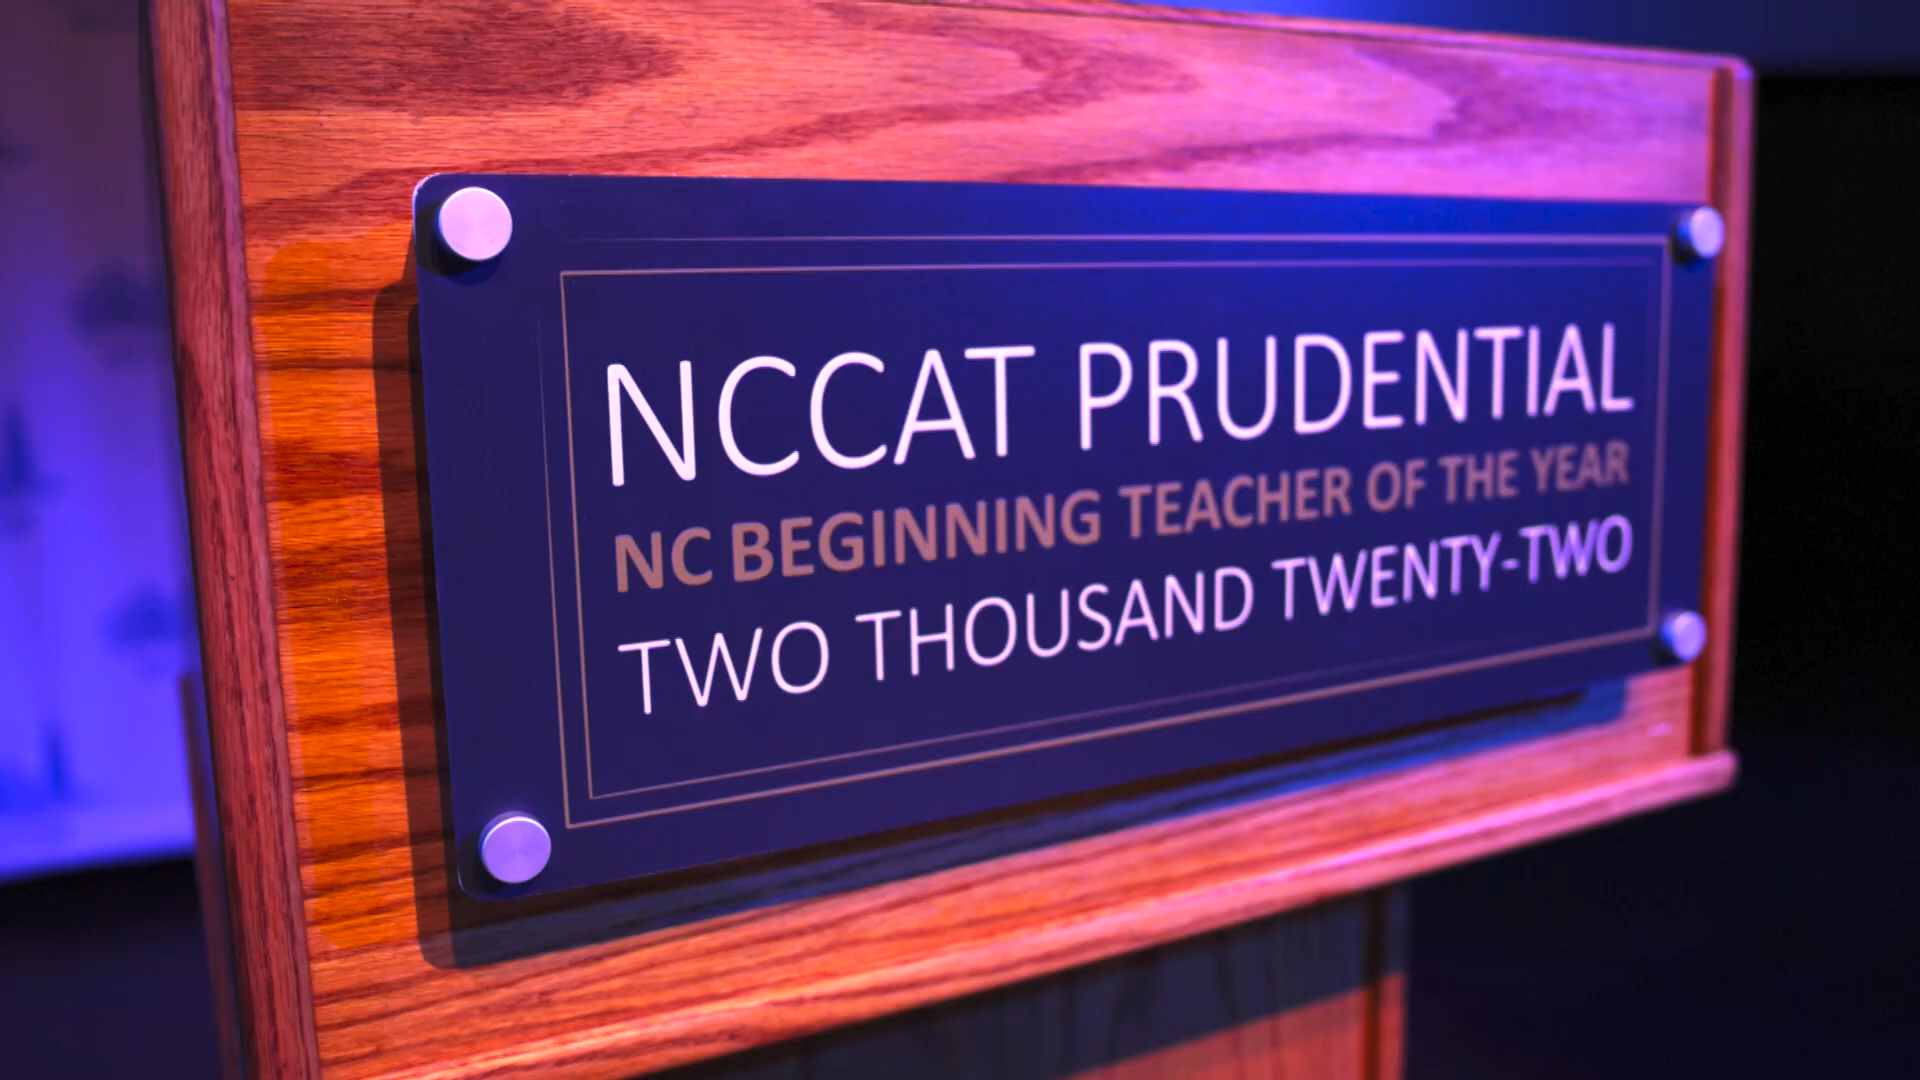 NCCAT PRUDENTIAL
NC BEGINNING TEACHER OF THE YEAR
TWO THOUSAND TWENTY-TWO